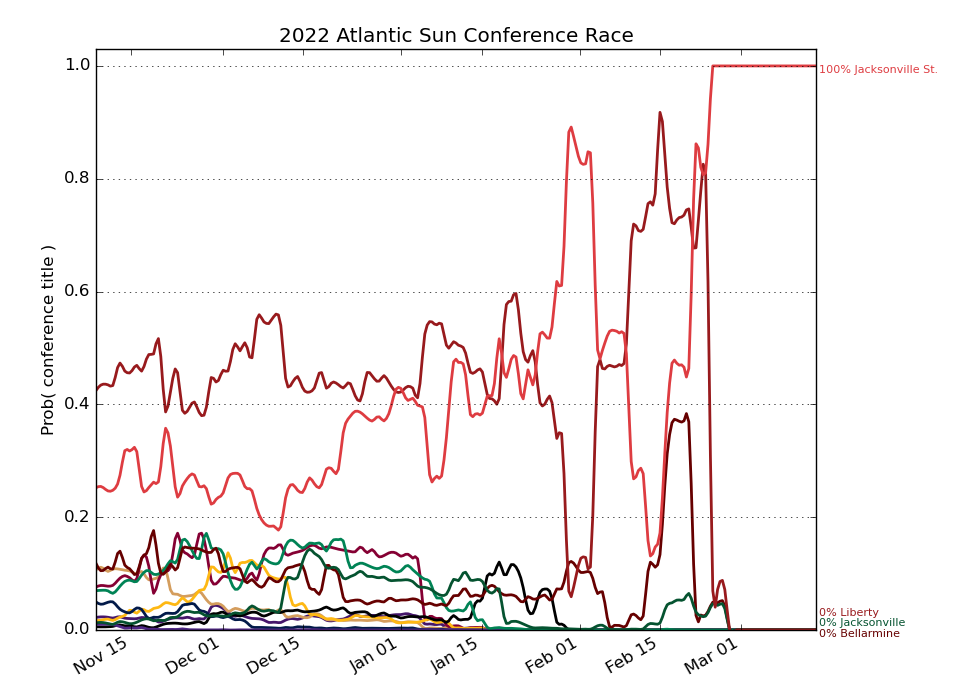 2022 Atlantic Sun Conference Race
Prob( conference title )
1.0
0.8
0.6
0.4
0.2
0.0
100% Jacksonville St.
0% Liberty
0% Jacksonville
0% Bellarmine
Nov 15
Dec 01
Dec 15
Jan 01
Jan 15
Feb 01
Feb 15
Mar 01